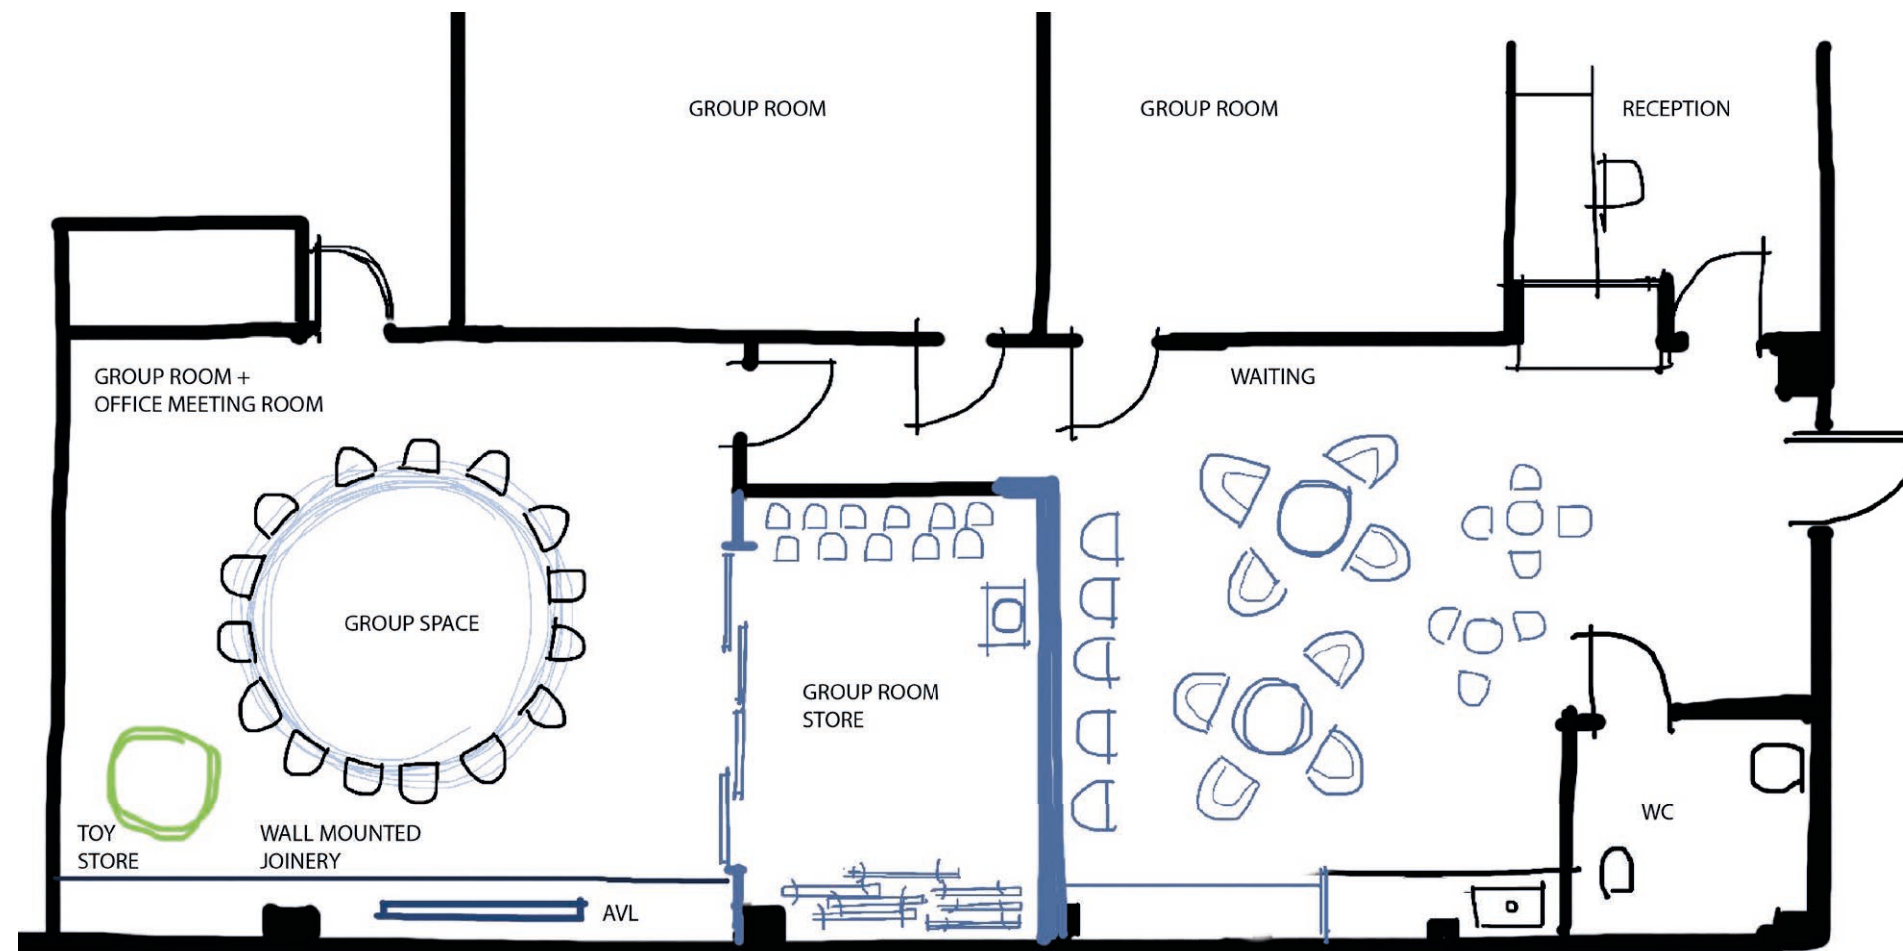 GROUP ROOM
GROUP ROOM
RECEPTION
GROUP ROOM +
OFFICE MEETING ROOM
WAITING
GROUP SPACE
GROUP ROOM
STORE
TOY
STORE
WALL MOUNTED
JOINERY
WC
AVL